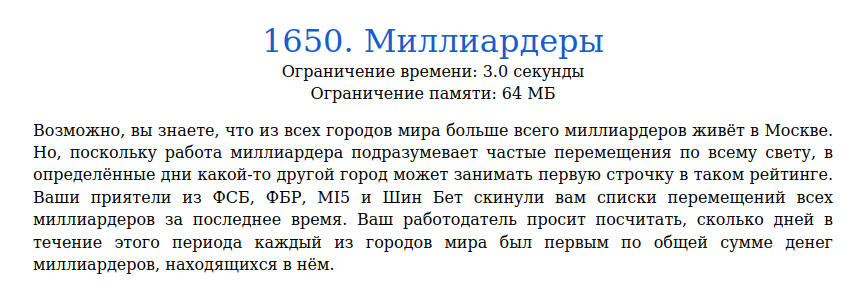 1650. Миллиардеры
Ограничение времени: 3.0 секунды
Ограничение памяти: 64 МБ
Возможно, вы знаете, что из всех городов мира больше всего миллиардеров живёт в Москве.
Но, поскольку работа миллиардера подразумевает частые перемещения по всему свету, в
определённые дни какой-то другой город может занимать первую строчку в таком рейтинге.
Ваши приятели из ФСБ, ФБР, MI5 и Шин Бет скинули вам списки перемещений всех
миллиардеров за последнее время. Ваш работодатель просит посчитать, сколько дней в
течение этого периода каждый из городов мира был первым по общей сумме денег
миллиардеров, находящихся в нём.